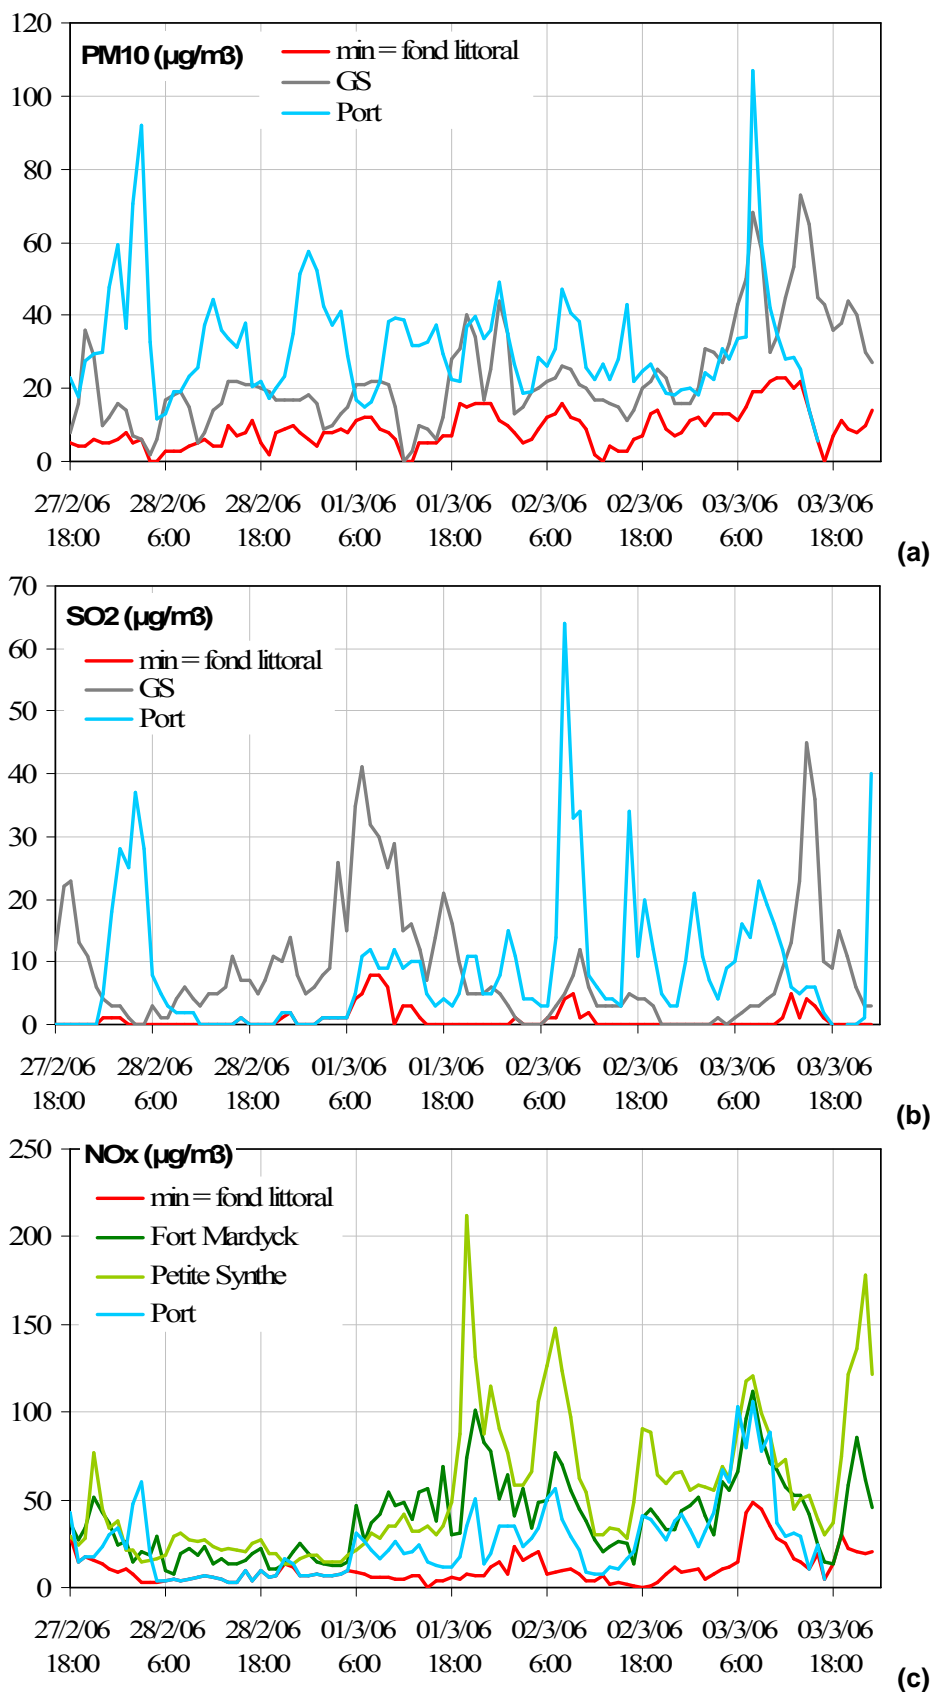 120
PM10 (µg/m3)
min = fond littoral
GS
Port
100
80
60
40
20
0
27/2/06 28/2/06 28/2/06 01/3/06 01/3/06 02/3/06 02/3/06 03/3/06 03/3/06
18:00 6:00 18:00 6:00 18:00 6:00 18:00 6:00 18:00
(a)
70
SO2 (µg/m3)
60
min = fond littoral
GS
Port
50
40
30
20
10
0
27/2/06 28/2/06 28/2/06 01/3/06 01/3/06 02/3/06 02/3/06 03/3/06 03/3/06
18:00 6:00 18:00 6:00 18:00 6:00 18:00 6:00 18:00
(b)
250
NOx (µg/m3)
min = fond littoral
Fort Mardyck
Petite Synthe
Port
200
150
100
50
0
27/2/06 28/2/06 28/2/06 01/3/06 01/3/06 02/3/06 02/3/06 03/3/06 03/3/06
18:00 6:00 18:00 6:00 18:00 6:00 18:00 6:00 18:00
(c)